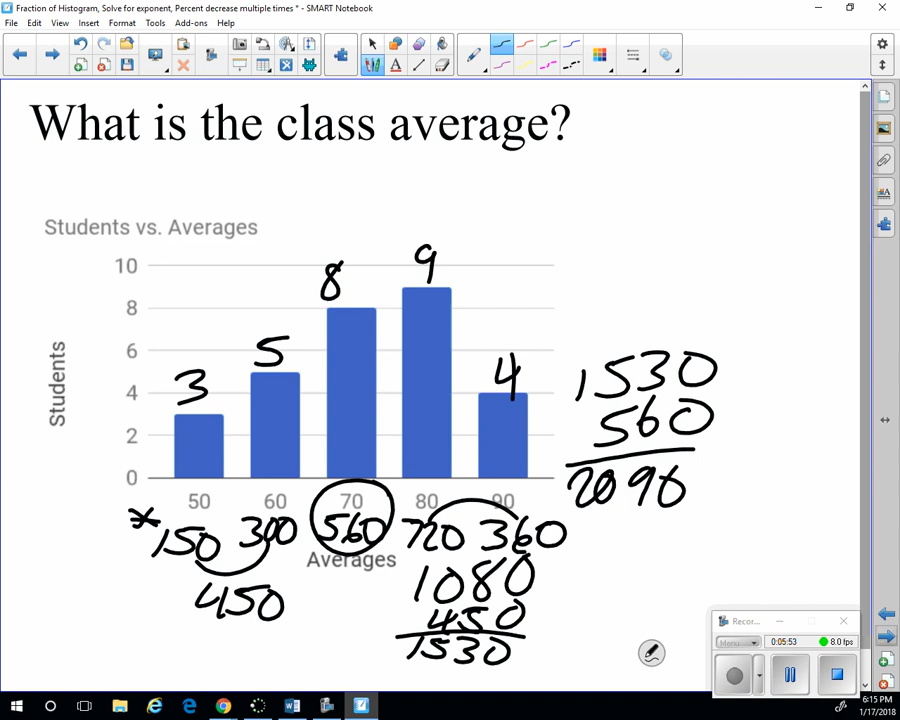 Fraction of Histogram, Solve for exponent, Percent decrease multiple times * - SMART Notebook
File Edit View Insert Format Tools Add-ons Help
What is the class average?
Students vs. Averages
10
8
6
4
2
0
Students
3
5
8
9
4
50 60 70 80 90
*150 300 560 720 360
Averages
450
1080
450
1530
1530
560
2090
Recor...
Menu
0:05:53
8.0 fps
6:15 PM
1/17/2018